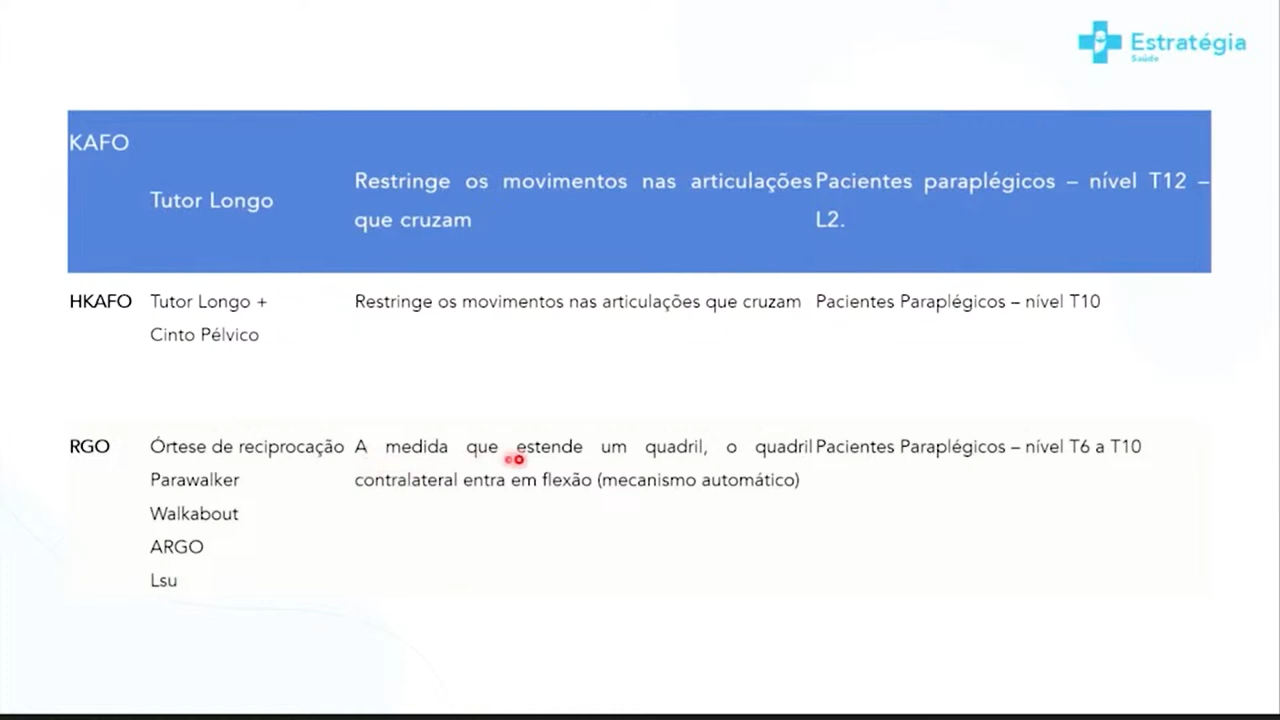 Estratégia
Saúde
KAFO
Tutor Longo
Restringe os movimentos nas articulações
que cruzam
Pacientes paraplégicos – nível T12 –
L2.
HKAFO
Tutor Longo +
Cinto Pélvico
Restringe os movimentos nas articulações que cruzam
Pacientes Paraplégicos – nível T10
RGO
Órtese de reciprocação
Parawalker
Walkabout
ARGO
Lsu
A medida que estende um quadril, o quadril
contralateral entra em flexão (mecanismo automático)
Pacientes Paraplégicos – nível T6 a T10